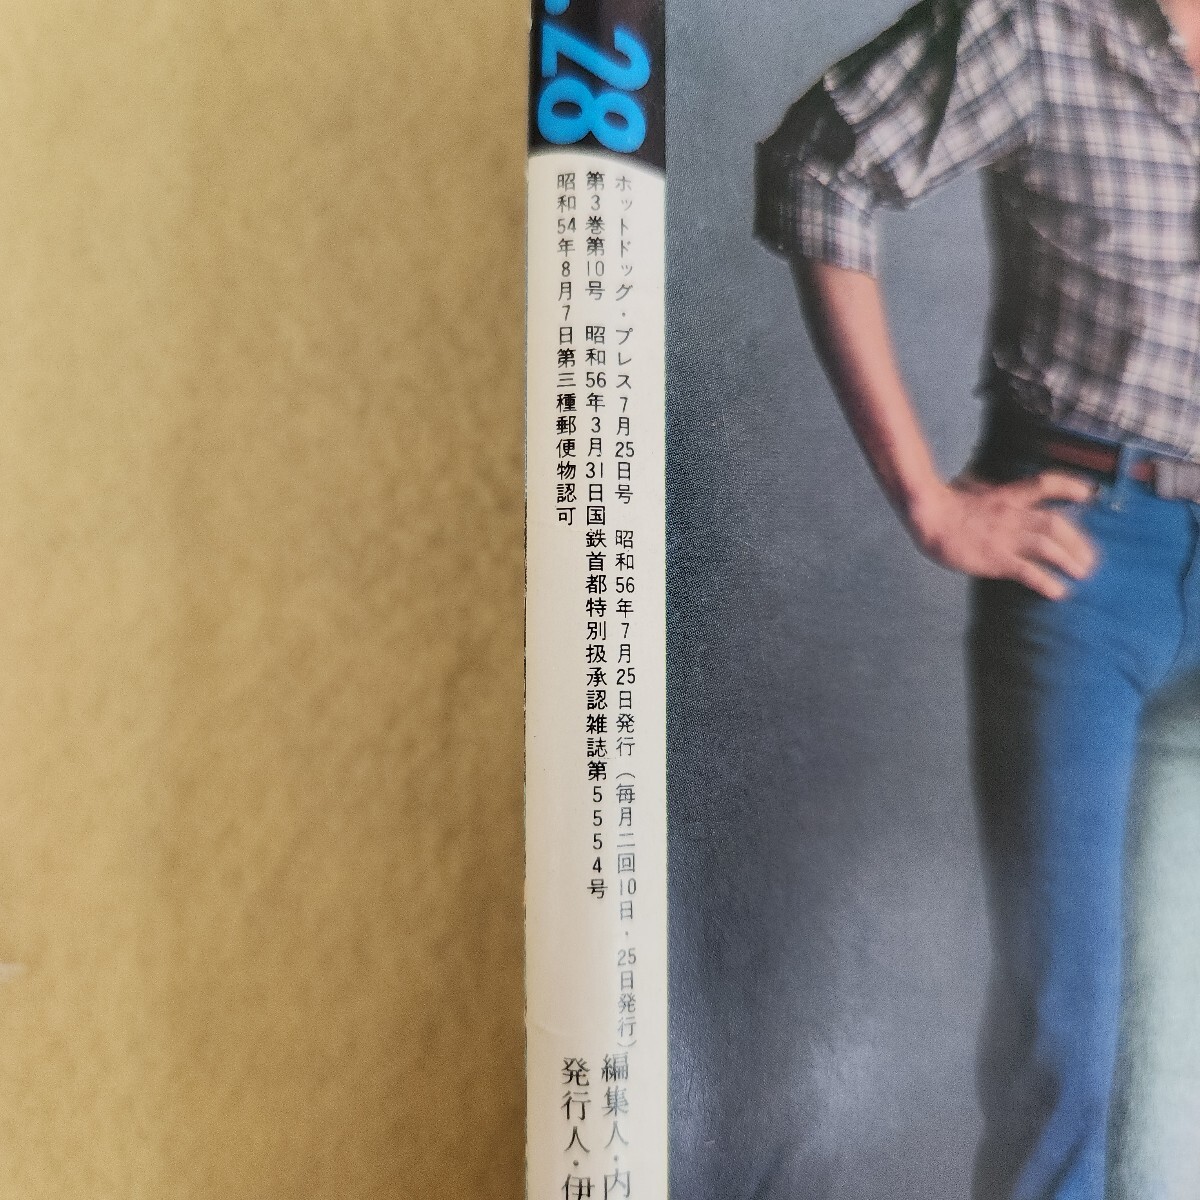 . 28
ホットドッグ・プレス7月25日号 昭和56年7月25日発行(毎月二回10日・25日発行)
第3巻第10号 昭和56年3月31日国鉄首都特別扱承認雑誌第5554号
昭和54年8月7日第三種郵便物認可
編集人・内
発行人・伊